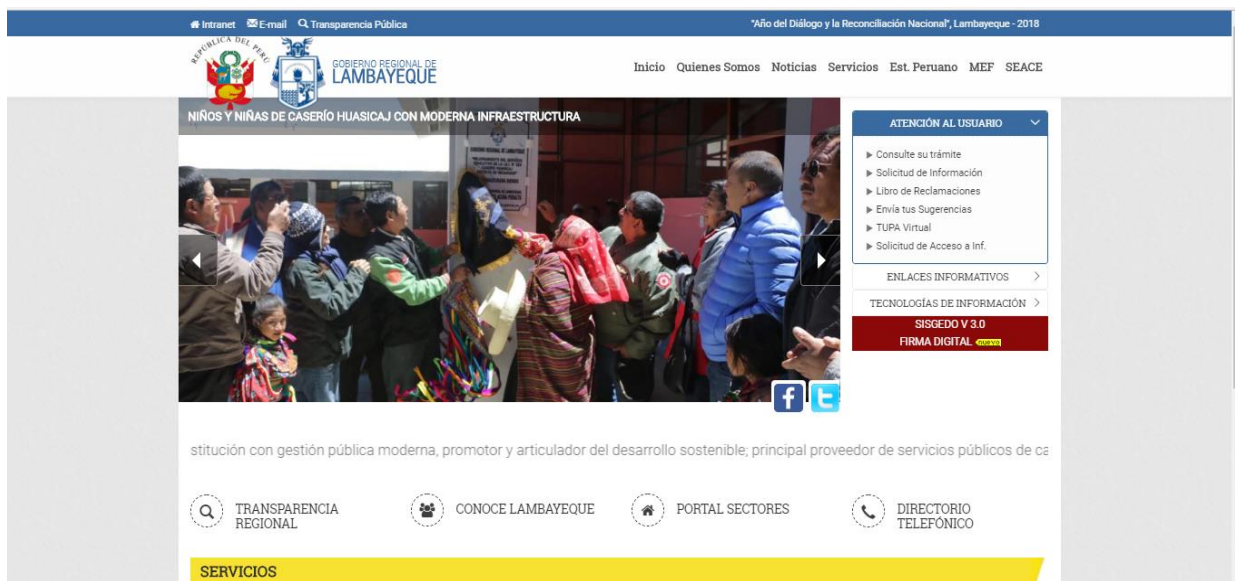 Intranet E-mail Transparencia Pública
"Año del Diálogo y la Reconciliación Nacional", Lambayeque - 2018
REPÚBLICA DEL PERÚ
GOBIERNO REGIONAL DE
LAMBAYEQUE
Inicio Quienes Somos Noticias Servicios Est. Peruano MEF SEACE
NIÑOS Y NIÑAS DE CASERÍO HUASICAJ CON MODERNA INFRAESTRUCTURA
ATENCIÓN AL USUARIO
Consulte su trámite
Solicitud de Información
Libro de Reclamaciones
Envía tus Sugerencias
TUPA Virtual
Solicitud de Acceso a Inf.
ENLACES INFORMATIVOS
TECNOLOGÍAS DE INFORMACIÓN
SISGEDO V 3.0
FIRMA DIGITAL nuevo
stitución con gestión pública moderna, promotor y articulador del desarrollo sostenible; principal proveedor de servicios públicos de ca
TRANSPARENCIA
REGIONAL
CONOCE LAMBAYEQUE
PORTAL SECTORES
DIRECTORIO
TELEFÓNICO
SERVICIOS